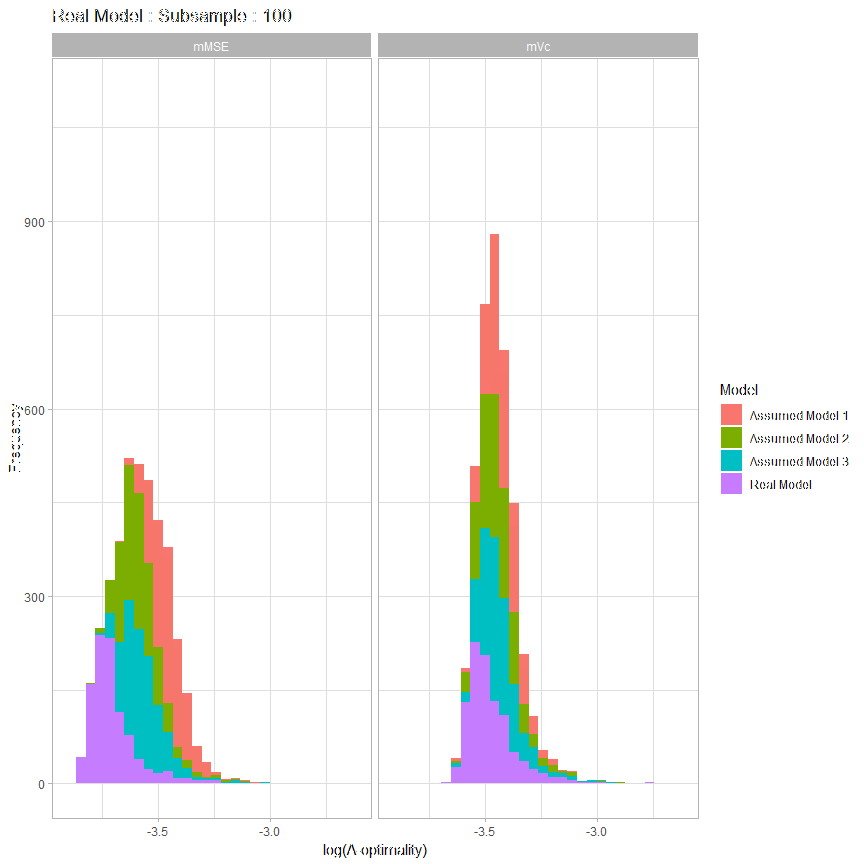 Real Model : Subsample : 100
mMSE
mVc
900
600
300
0
Frequency
-3.5
-3.0
-3.5
-3.0
log(A-optimality)
Model
Assumed Model 1
Assumed Model 2
Assumed Model 3
Real Model